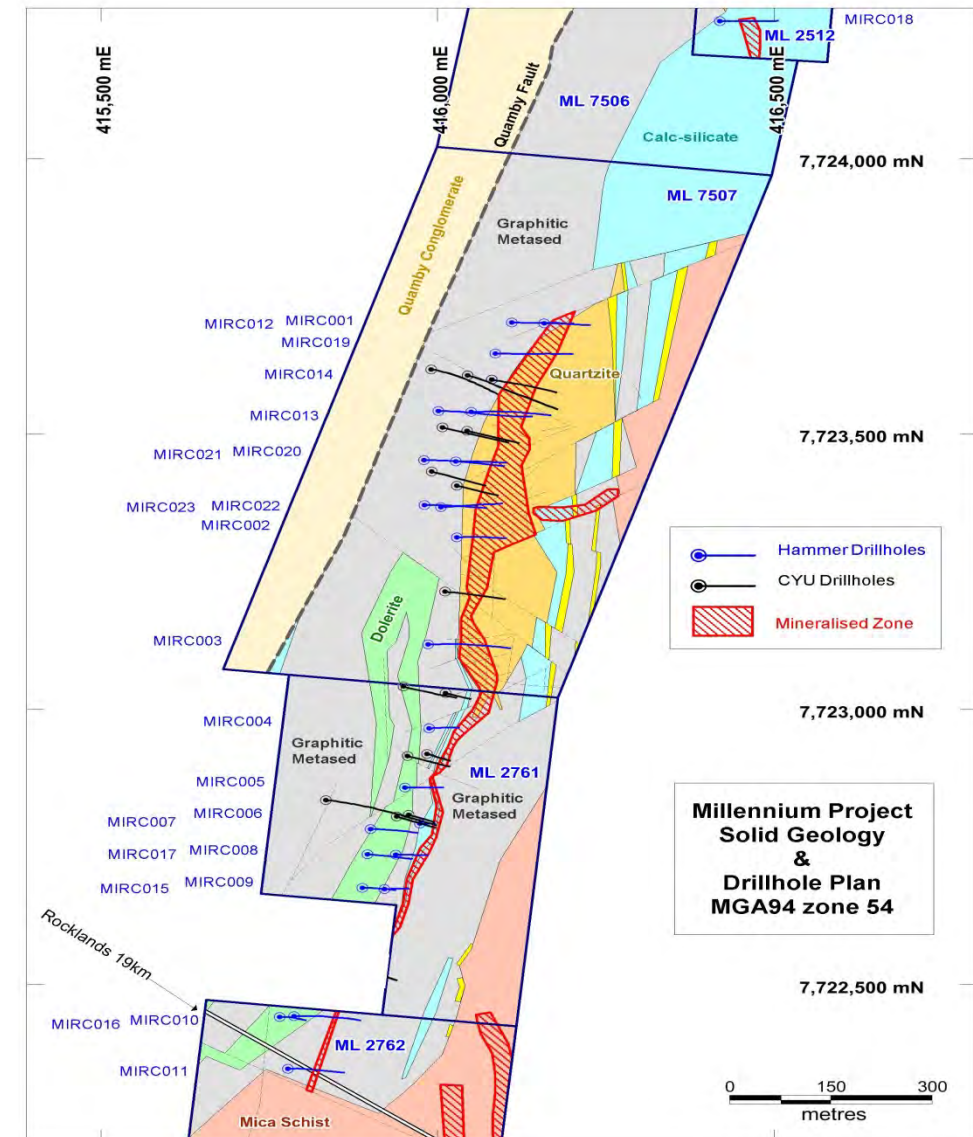 MIRC018
ML 2512
415,500 mE
416,000 mE
416,500 mE
Quamby Fault
ML 7506
Calc-silicate
7,724,000 mN
ML 7507
Quamby Conglomerate
Graphitic
Metased
MIRC012 MIRC001
MIRC019
MIRC014
Quartzite
MIRC013
7,723,500 mN
MIRC021 MIRC020
MIRC023 MIRC022
MIRC002
Hammer Drillholes
CYU Drillholes
Mineralised Zone
Dolerite
MIRC003
7,723,000 mN
MIRC004
Graphitic
Metased
ML 2761
MIRC005
Graphitic
Metased
MIRC007 MIRC006
MIRC017 MIRC008
MIRC015 MIRC009
Millennium Project
Solid Geology
&
Drillhole Plan
MGA94 zone 54
Rocklands 19km
7,722,500 mN
MIRC016 MIRC010
ML 2762
MIRC011
Mica Schist
0 150 300
metres